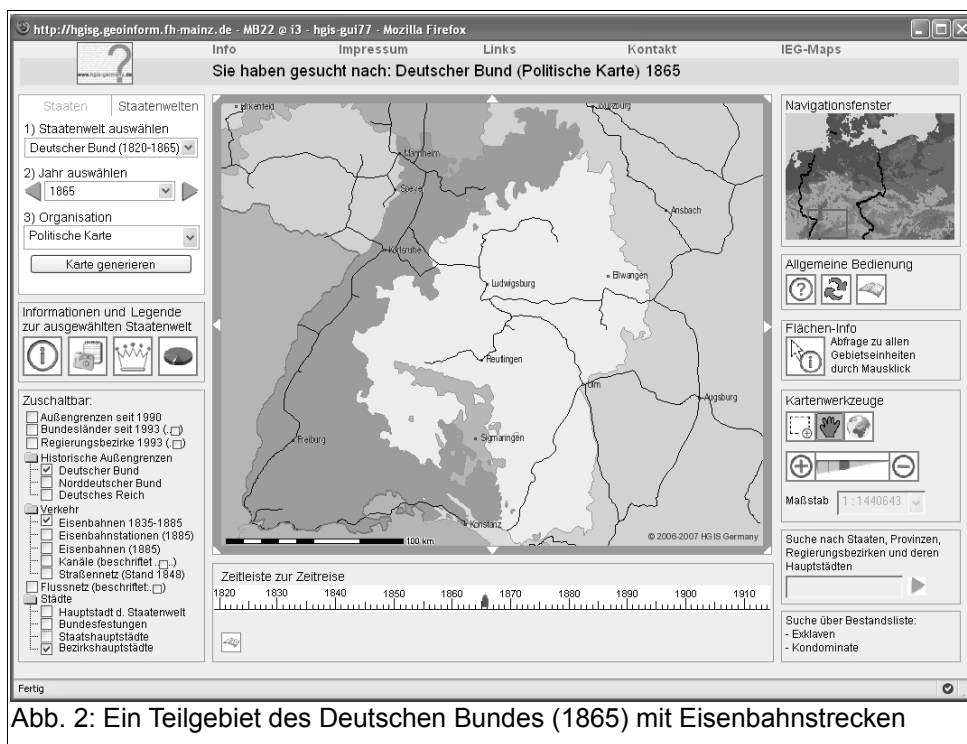 http://hgisg.geoinform.fh-mainz.de - MB22 @ i3 - hgis-gui77 - Mozilla Firefox
Info Impressum Links Kontakt IEG-Maps
www.hgis-germany.de
Sie haben gesucht nach: Deutscher Bund (Politische Karte) 1865
Staaten Staatenwelten
1) Staatenwelt auswählen
Deutscher Bund (1820-1865)
2) Jahr auswählen
1865
3) Organisation
Politische Karte
Karte generieren
Informationen und Legende
zur ausgewählten Staatenwelt
Zuschaltbar:
Außengrenzen seit 1990
Bundesländer seit 1993 (.)
Regierungsbezirke 1993 (.)
Historische Außengrenzen
Deutscher Bund
Norddeutscher Bund
Deutsches Reich
Verkehr
Eisenbahnen 1835-1885
Eisenbahnstationen (1885)
Eisenbahnen (1885)
Kanäle (beschriftet ...)
Straßennetz (Stand 1848)
Flussnetz (beschriftet:.)
Städte
Hauptstadt d. Staatenwelt
Bundesfestungen
Staatshauptstädte
Bezirkshauptstädte
Birkenfeld
Mannheim
Speyer
Ansbach
Karlsruhe
Ludwigsburg
Ellwangen
Reutlingen
Ulm
Augsburg
Freiburg
Sigmaringen
Konstanz
100 km
© 2006-2007 HGIS Germany
Zeitleiste zur Zeitreise
1820 1830 1840 1850 1860 1870 1880 1890 1900 1910
Navigationsfenster
Allgemeine Bedienung
Flächen-Info
Abfrage zu allen
Gebietseinheiten
durch Mausklick
Kartenwerkzeuge
Maßstab 1 : 1440643
Suche nach Staaten, Provinzen,
Regierungsbezirken und deren
Hauptstädten
Suche über Bestandsliste:
- Exklaven
- Kondominate
Fertig
Abb. 2: Ein Teilgebiet des Deutschen Bundes (1865) mit Eisenbahnstrecken